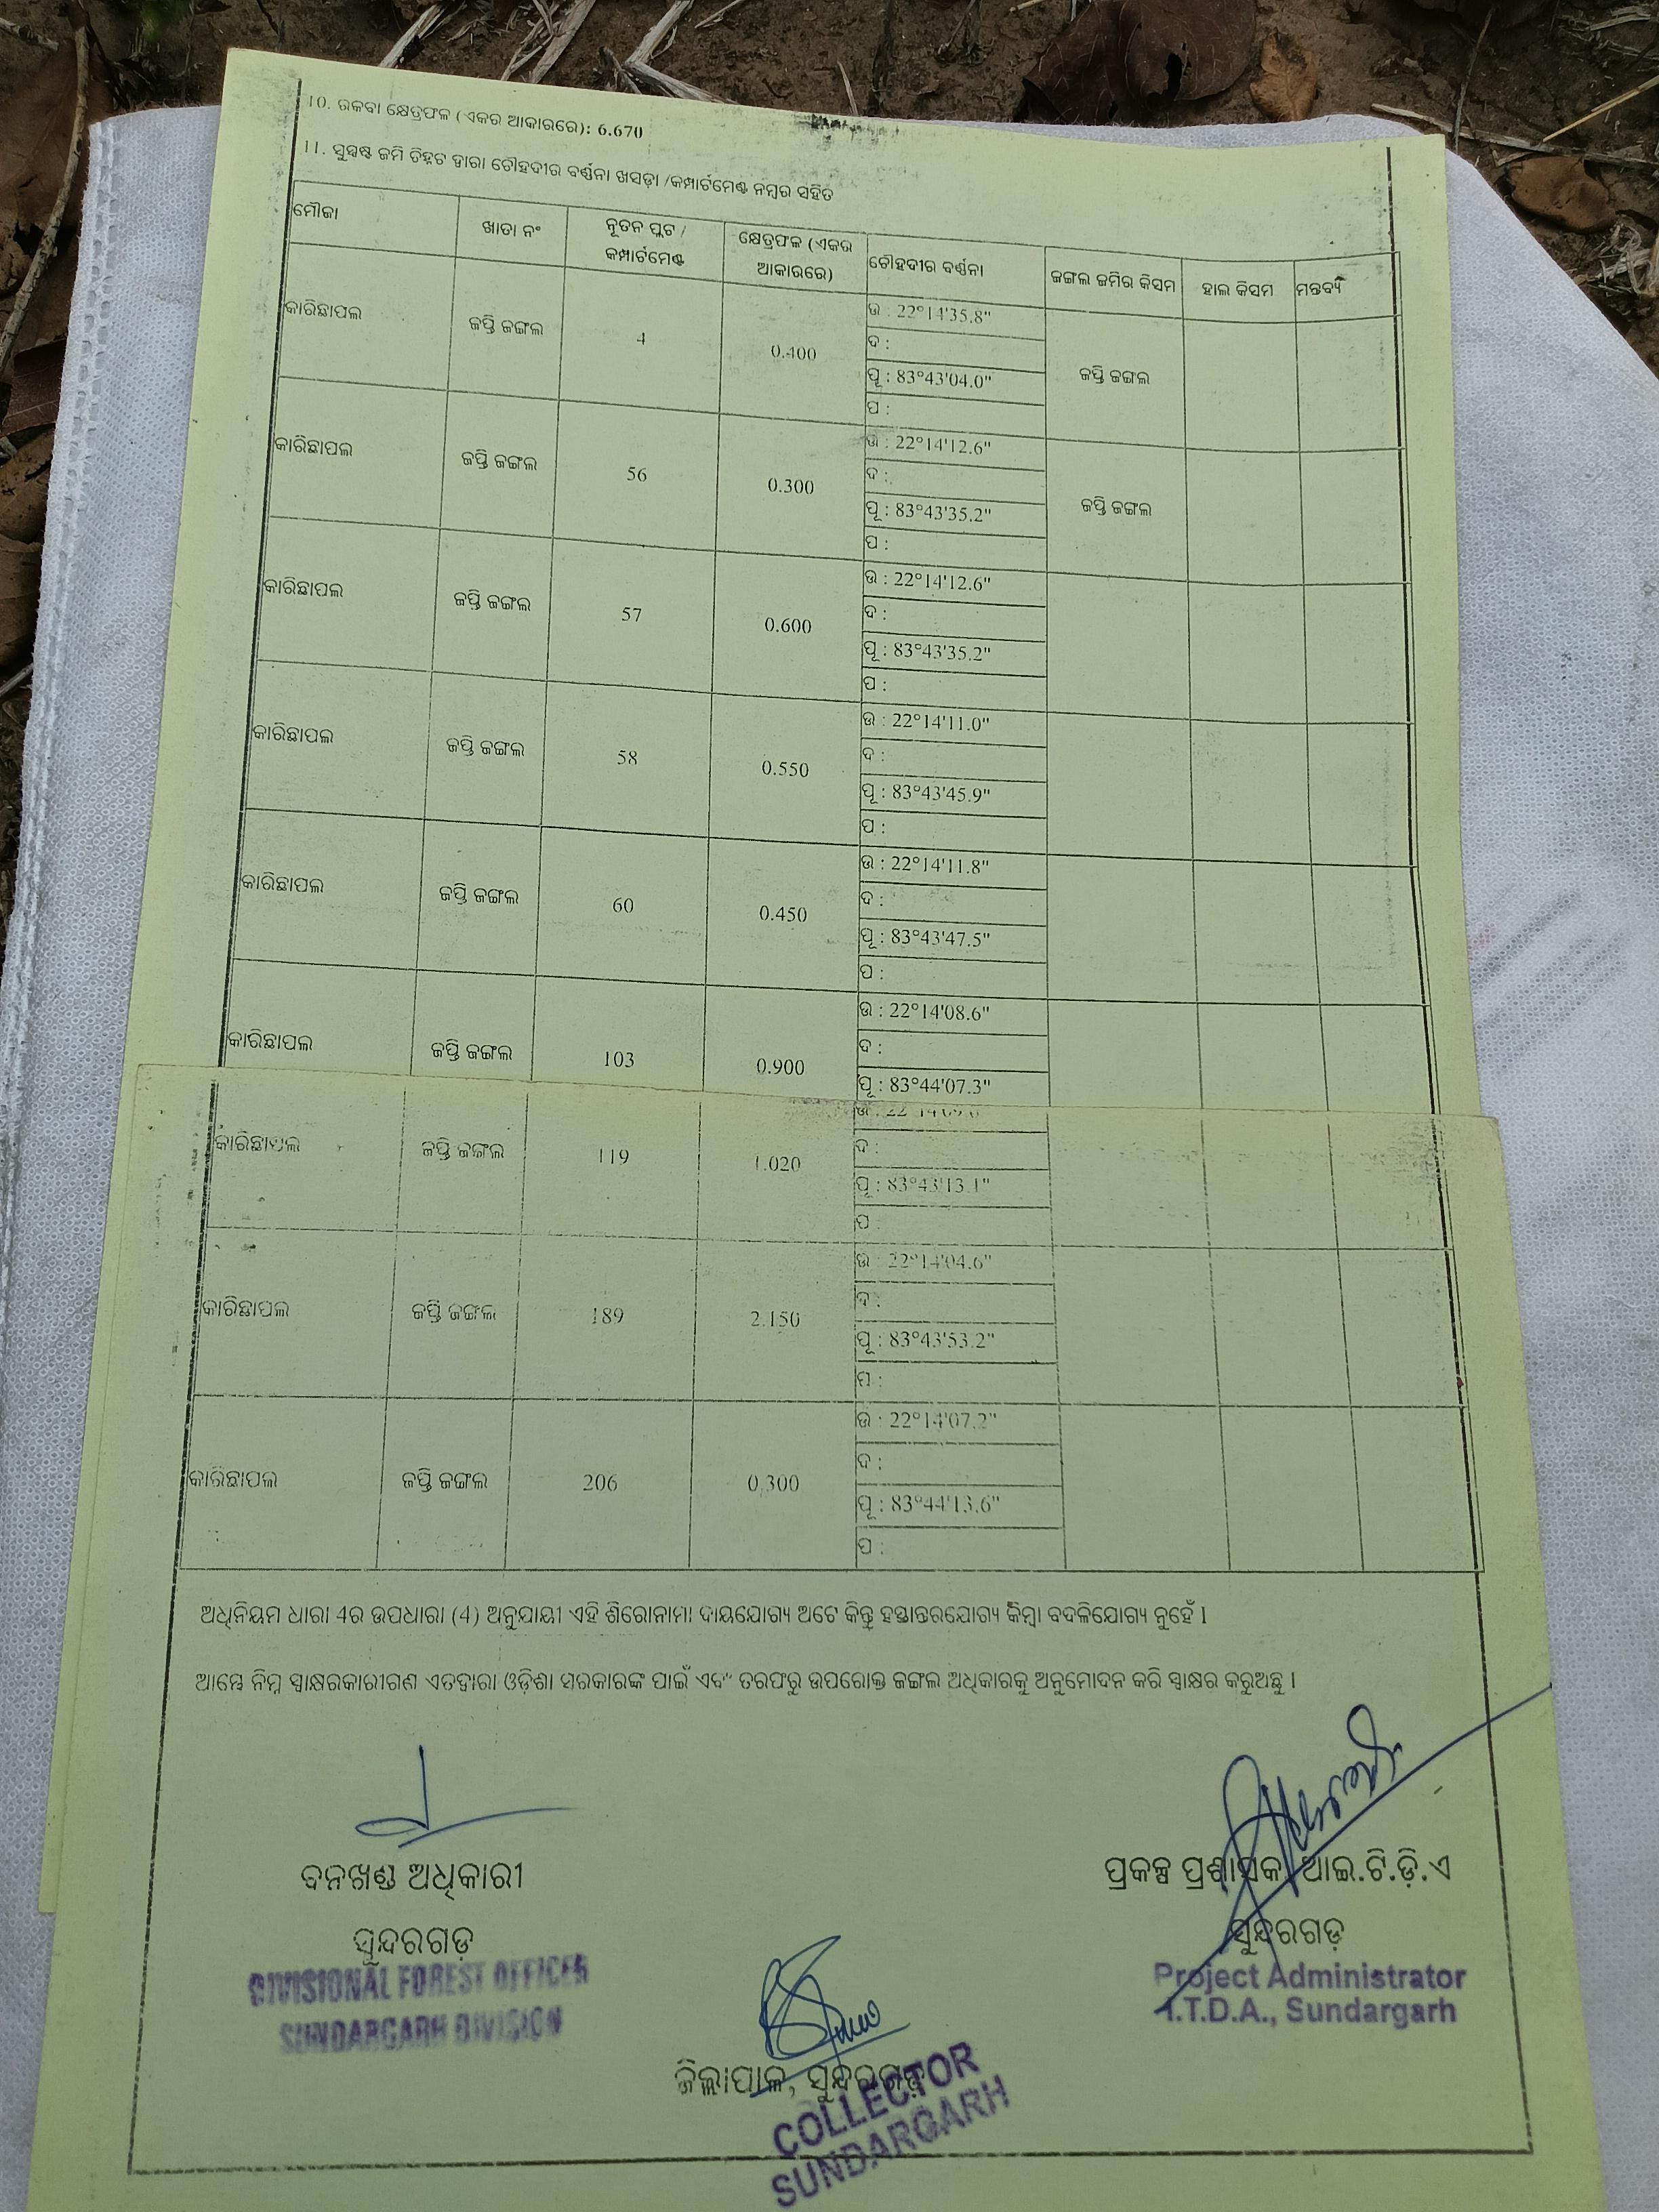 10. ରକବା କ୍ଷେତ୍ରଫଳ (ଏକର ଆକାରରେ): 6.670
11. ସୁସ୍ପଷ୍ଟ ଜମି ଚିହ୍ନଟ ଦ୍ୱାରା ଚୌହଦୀର ବର୍ଣ୍ଣନା ଖସଡ଼ା /କମ୍ପାର୍ଟମେଣ୍ଟ ନମ୍ବର ସହିତ
ମୌଜା ଖାତା ନଂ ନୂତନ ପ୍ଲଟ / କମ୍ପାର୍ଟମେଣ୍ଟ କ୍ଷେତ୍ରଫଳ (ଏକର ଆକାରରେ) ଚୌହଦୀର ବର୍ଣ୍ଣନା ଜଙ୍ଗଲ ଜମିର କିସମ ହାଲ କିସମ ମନ୍ତବ୍ୟ
କାରିଛାପଲ ଜପ୍ତି ଜଙ୍ଗଲ 4 0.400 ଉ : 22°14'35.8" ଜପ୍ତି ଜଙ୍ଗଲ
ଦ :
ପୂ : 83°43'04.0"
ପ :
କାରିଛାପଲ ଜପ୍ତି ଜଙ୍ଗଲ 56 0.300 ଉ : 22°14'12.6" ଜପ୍ତି ଜଙ୍ଗଲ
ଦ :
ପୂ : 83°43'35.2"
ପ :
କାରିଛାପଲ ଜପ୍ତି ଜଙ୍ଗଲ 57 0.600 ଉ : 22°14'12.6"
ଦ :
ପୂ : 83°43'35.2"
ପ :
କାରିଛାପଲ ଜପ୍ତି ଜଙ୍ଗଲ 58 0.550 ଉ : 22°14'11.0"
ଦ :
ପୂ : 83°43'45.9"
ପ :
କାରିଛାପଲ ଜପ୍ତି ଜଙ୍ଗଲ 60 0.450 ଉ : 22°14'11.8"
ଦ :
ପୂ : 83°43'47.5"
ପ :
କାରିଛାପଲ ଜପ୍ତି ଜଙ୍ଗଲ 103 0.900 ଉ : 22°14'08.6"
ଦ :
ପୂ : 83°44'07.3"
କାରିଛାପଲ ଜପ୍ତି ଜଙ୍ଗଲ 119 1.020
ଦ :
ପୂ : 83°43'13.1"
ପ :
କାରିଛାପଲ ଜପ୍ତି ଜଙ୍ଗଲ 189 2.150 ଉ : 22°14'04.6"
ଦ :
ପୂ : 83°43'53.2"
ପ :
କାରିଛାପଲ ଜପ୍ତି ଜଙ୍ଗଲ 206 0.300 ଉ : 22°14'07.2"
ଦ :
ପୂ : 83°44'13.6"
ପ :
ଅଧିନିୟମ ଧାରା 4ର ଉପଧାରା (4) ଅନୁଯାୟୀ ଏହି ଶିରୋନାମା ଦାୟଯୋଗ୍ୟ ଅଟେ କିନ୍ତୁ ହସ୍ତାନ୍ତରଯୋଗ୍ୟ କିମ୍ବା ବଦଳିଯୋଗ୍ୟ ନୁହେଁ ।
ଆମ୍ଭେ ନିମ୍ନ ସ୍ୱାକ୍ଷରକାରୀଗଣ ଏତଦ୍ୱାରା ଓଡ଼ିଶା ସରକାରଙ୍କ ପାଇଁ ଏବଂ ତରଫରୁ ଉପରୋକ୍ତ ଜଙ୍ଗଲ ଅଧିକାରକୁ ଅନୁମୋଦନ କରି ସ୍ୱାକ୍ଷର କରୁଅଛୁ ।
ବନଖଣ୍ଡ ଅଧିକାରୀ
ସୁନ୍ଦରଗଡ଼
DIVISIONAL FOREST OFFICER
SUNDARGARH DIVISION
ପ୍ରକଳ୍ପ ପ୍ରଶାସକ, ଆଇ.ଟି.ଡ଼ି.ଏ
ସୁନ୍ଦରଗଡ଼
Project Administrator
I.T.D.A., Sundargarh
ଜିଲ୍ଲାପାଳ, ସୁନ୍ଦରଗଡ଼
COLLECTOR
SUNDARGARH